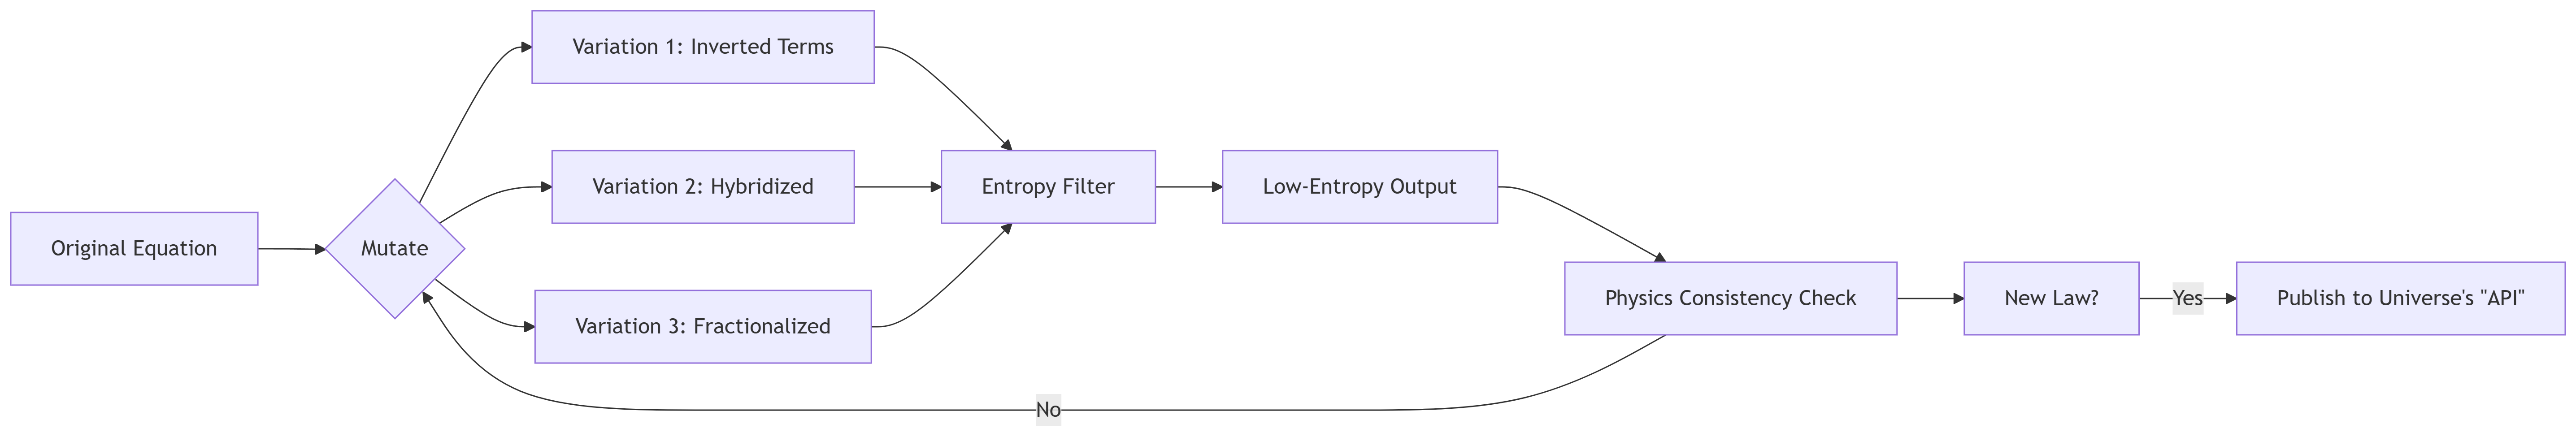 Variation 1: Inverted Terms
Variation 2: Hybridized
Entropy Filter
Low-Entropy Output
Original Equation
Mutate
Physics Consistency Check
New Law?
Yes
Publish to Universe's "API"
Variation 3: Fractionalized
No